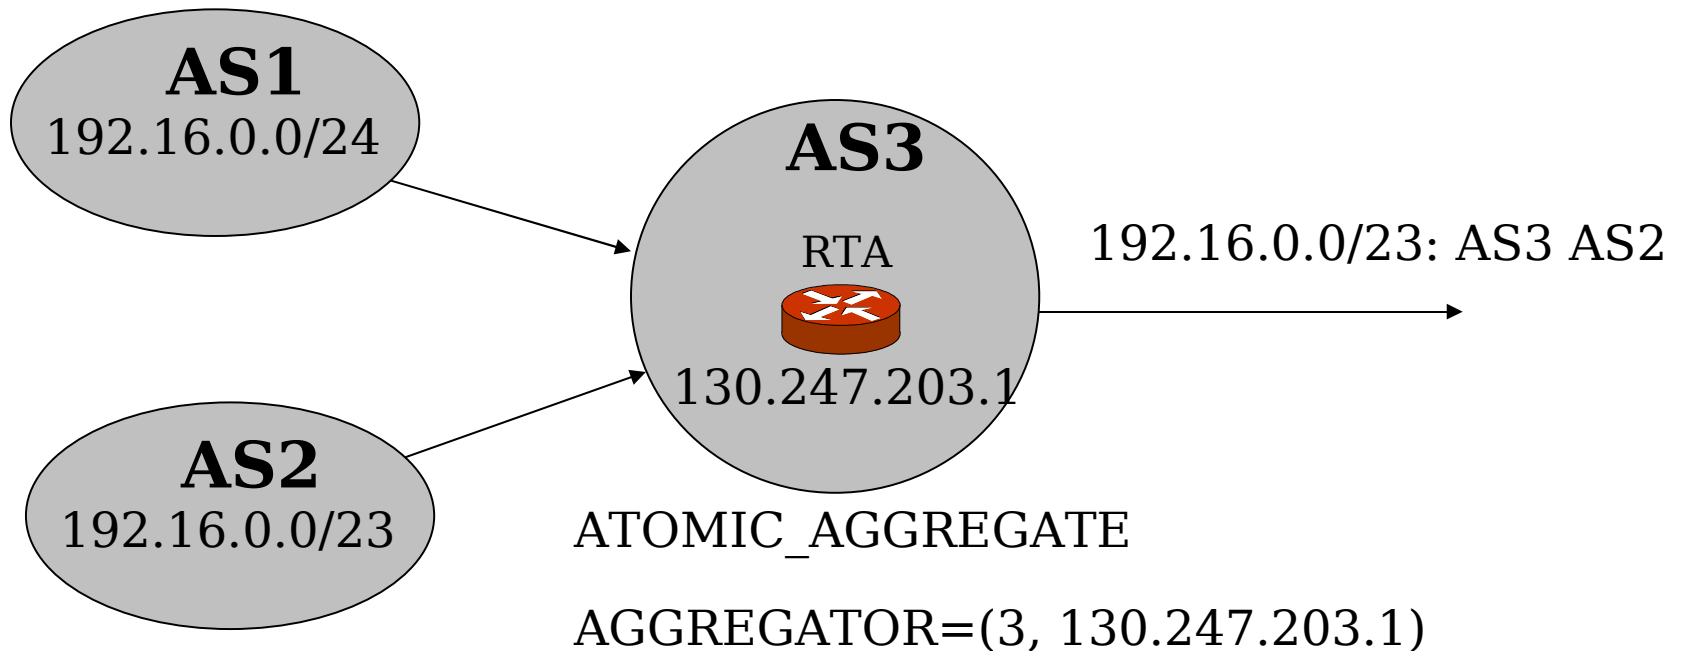 AS1
192.16.0.0/24
AS3
RTA
130.247.203.1
192.16.0.0/23: AS3 AS2
AS2
192.16.0.0/23
ATOMIC_AGGREGATE
AGGREGATOR=(3, 130.247.203.1)